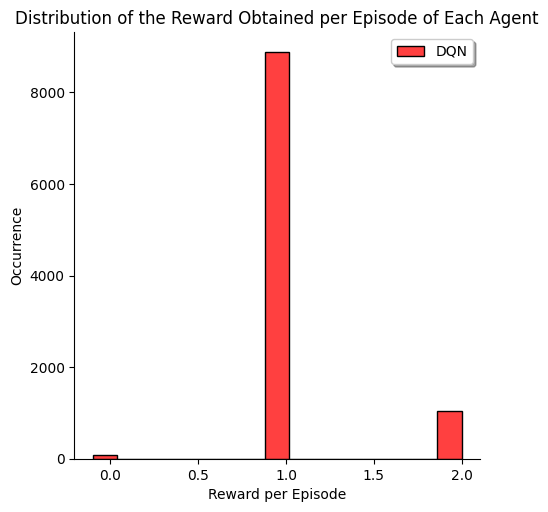 Distribution of the Reward Obtained per Episode of Each Agent
DQN
8000
6000
4000
2000
0
Occurrence
0.0 0.5 1.0 1.5 2.0
Reward per Episode